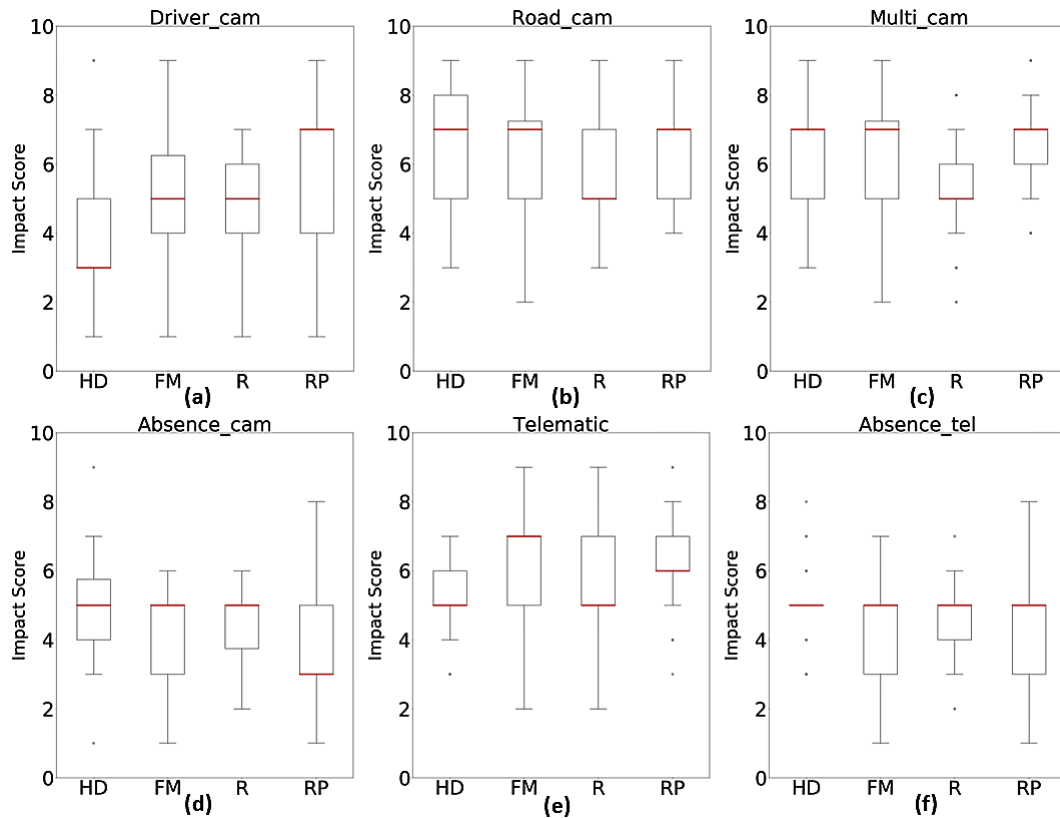 Driver_cam
10
8
6
4
2
0
Impact Score
HD FM R RP
(a)
Road_cam
10
8
6
4
2
0
Impact Score
HD FM R RP
(b)
Multi_cam
10
8
6
4
2
0
Impact Score
HD FM R RP
(c)
Absence_cam
10
8
6
4
2
0
Impact Score
HD FM R RP
(d)
Telematic
10
8
6
4
2
0
Impact Score
HD FM R RP
(e)
Absence_tel
10
8
6
4
2
0
Impact Score
HD FM R RP
(f)